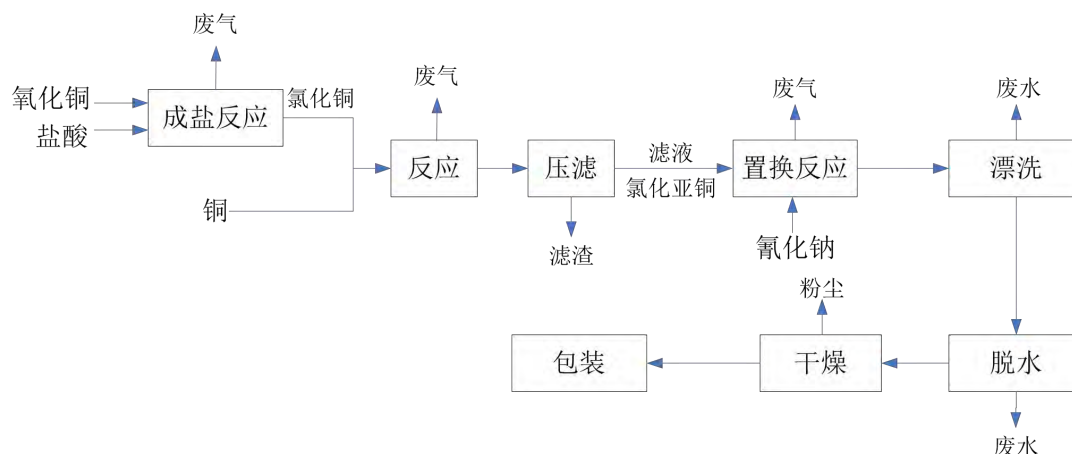 废气
氧化铜
盐酸
成盐反应
氯化铜
铜
废气
反应
压滤
滤渣
滤液
氯化亚铜
废气
置换反应
氰化钠
废水
漂洗
脱水
废水
粉尘
干燥
包装